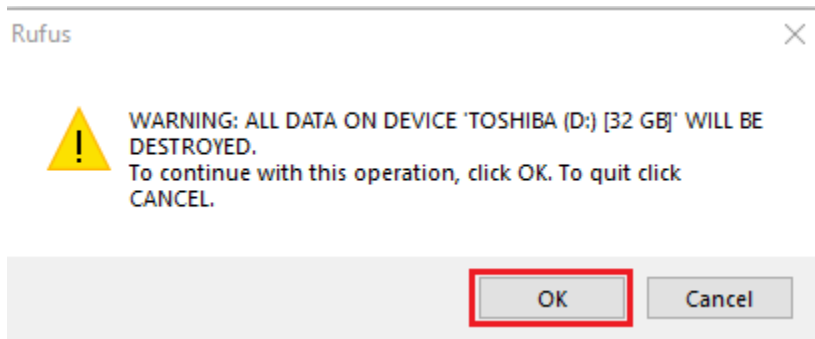 Rufus
WARNING: ALL DATA ON DEVICE 'TOSHIBA (D:) [32 GB]' WILL BE
DESTROYED.
To continue with this operation, click OK. To quit click
CANCEL.
OK
Cancel